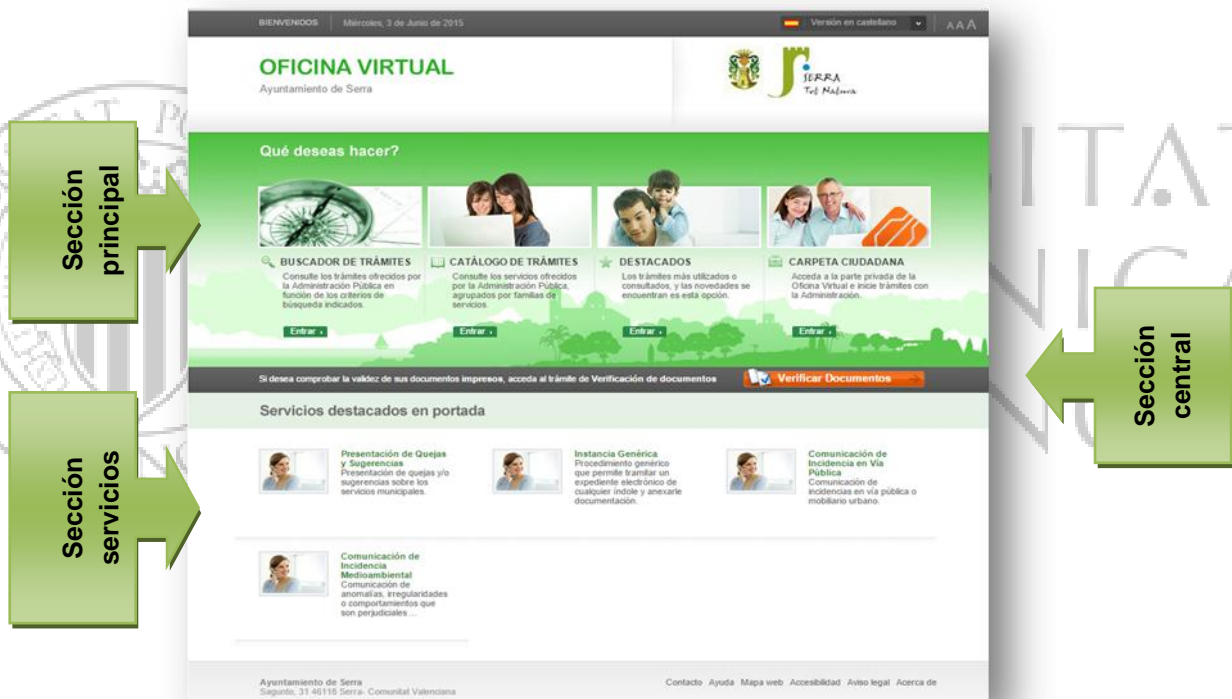 BIENVENIDOS Miércoles, 3 de Junio de 2015 Versión en castellano AAA
OFICINA VIRTUAL
Ayuntamiento de Serra
SERRA
Tot Natura
Qué deseas hacer?
Sección
principal
BUSCADOR DE TRÁMITES
Consulte los trámites ofrecidos por
la Administración Pública en
función de los criterios de
búsqueda indicados.
Entrar
CATÁLOGO DE TRÁMITES
Consulte los servicios ofrecidos
por la Administración Pública,
agrupados por familias de
servicios.
Entrar
DESTACADOS
Los trámites más utilizados o
consultados, y las novedades se
encuentran es esta opción.
Entrar
CARPETA CIUDADANA
Acceda a la parte privada de la
Oficina Virtual e inicie trámites con
la Administración.
Entrar
Sección
central
Si desea comprobar la validez de sus documentos impresos, acceda al trámite de Verificación de documentos Verificar Documentos
Servicios destacados en portada
Sección
servicios
Presentación de Quejas
y Sugerencias
Presentación de quejas y/o
sugerencias sobre los
servicios municipales.
Instancia Genérica
Procedimiento genérico
que permite tramitar un
expediente electrónico de
cualquier índole y anexarle
documentación.
Comunicación de
Incidencia en Vía
Pública
Comunicación de
incidencias en vía pública o
mobiliario urbano.
Comunicación de
Incidencia
Medioambiental
Comunicación de
anomalías, irregularidades
o comportamientos que
son perjudiciales ...
Ayuntamiento de Serra
Sagunto, 31 46118 Serra- Comunitat Valenciana
Contacto Ayuda Mapa web Accesibilidad Aviso legal Acerca de